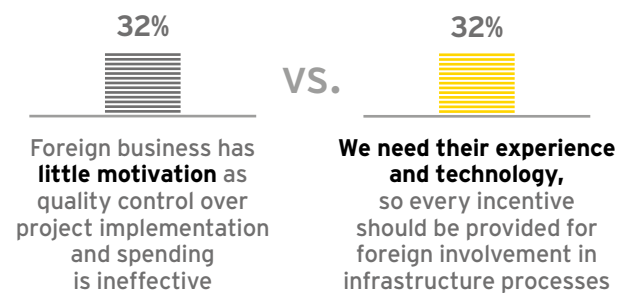 32%
Foreign business has
little motivation as
quality control over
project implementation
and spending
is ineffective
vs.
32%
We need their experience
and technology,
so every incentive
should be provided for
foreign involvement in
infrastructure processes